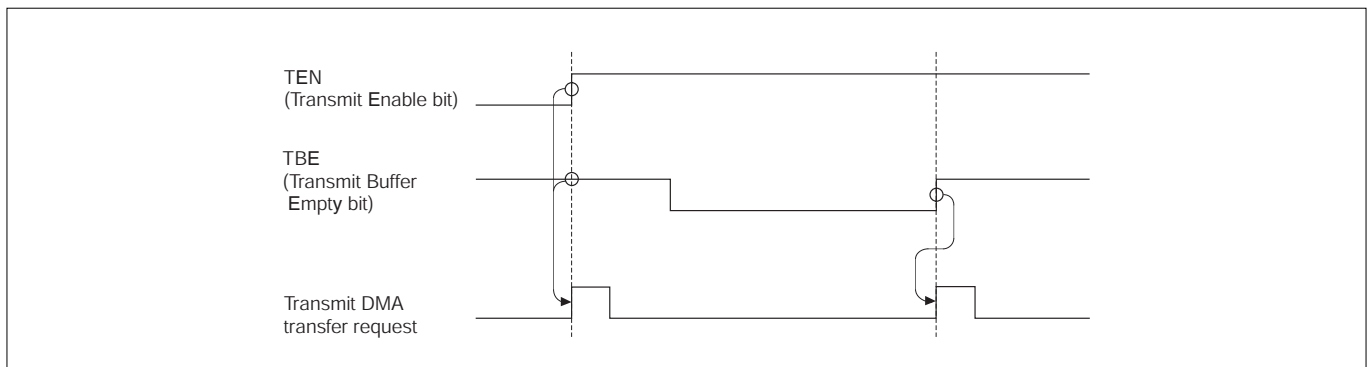 TEN
(Transmit Enable bit)
TBE
(Transmit Buffer
Empty bit)
Transmit DMA
transfer request